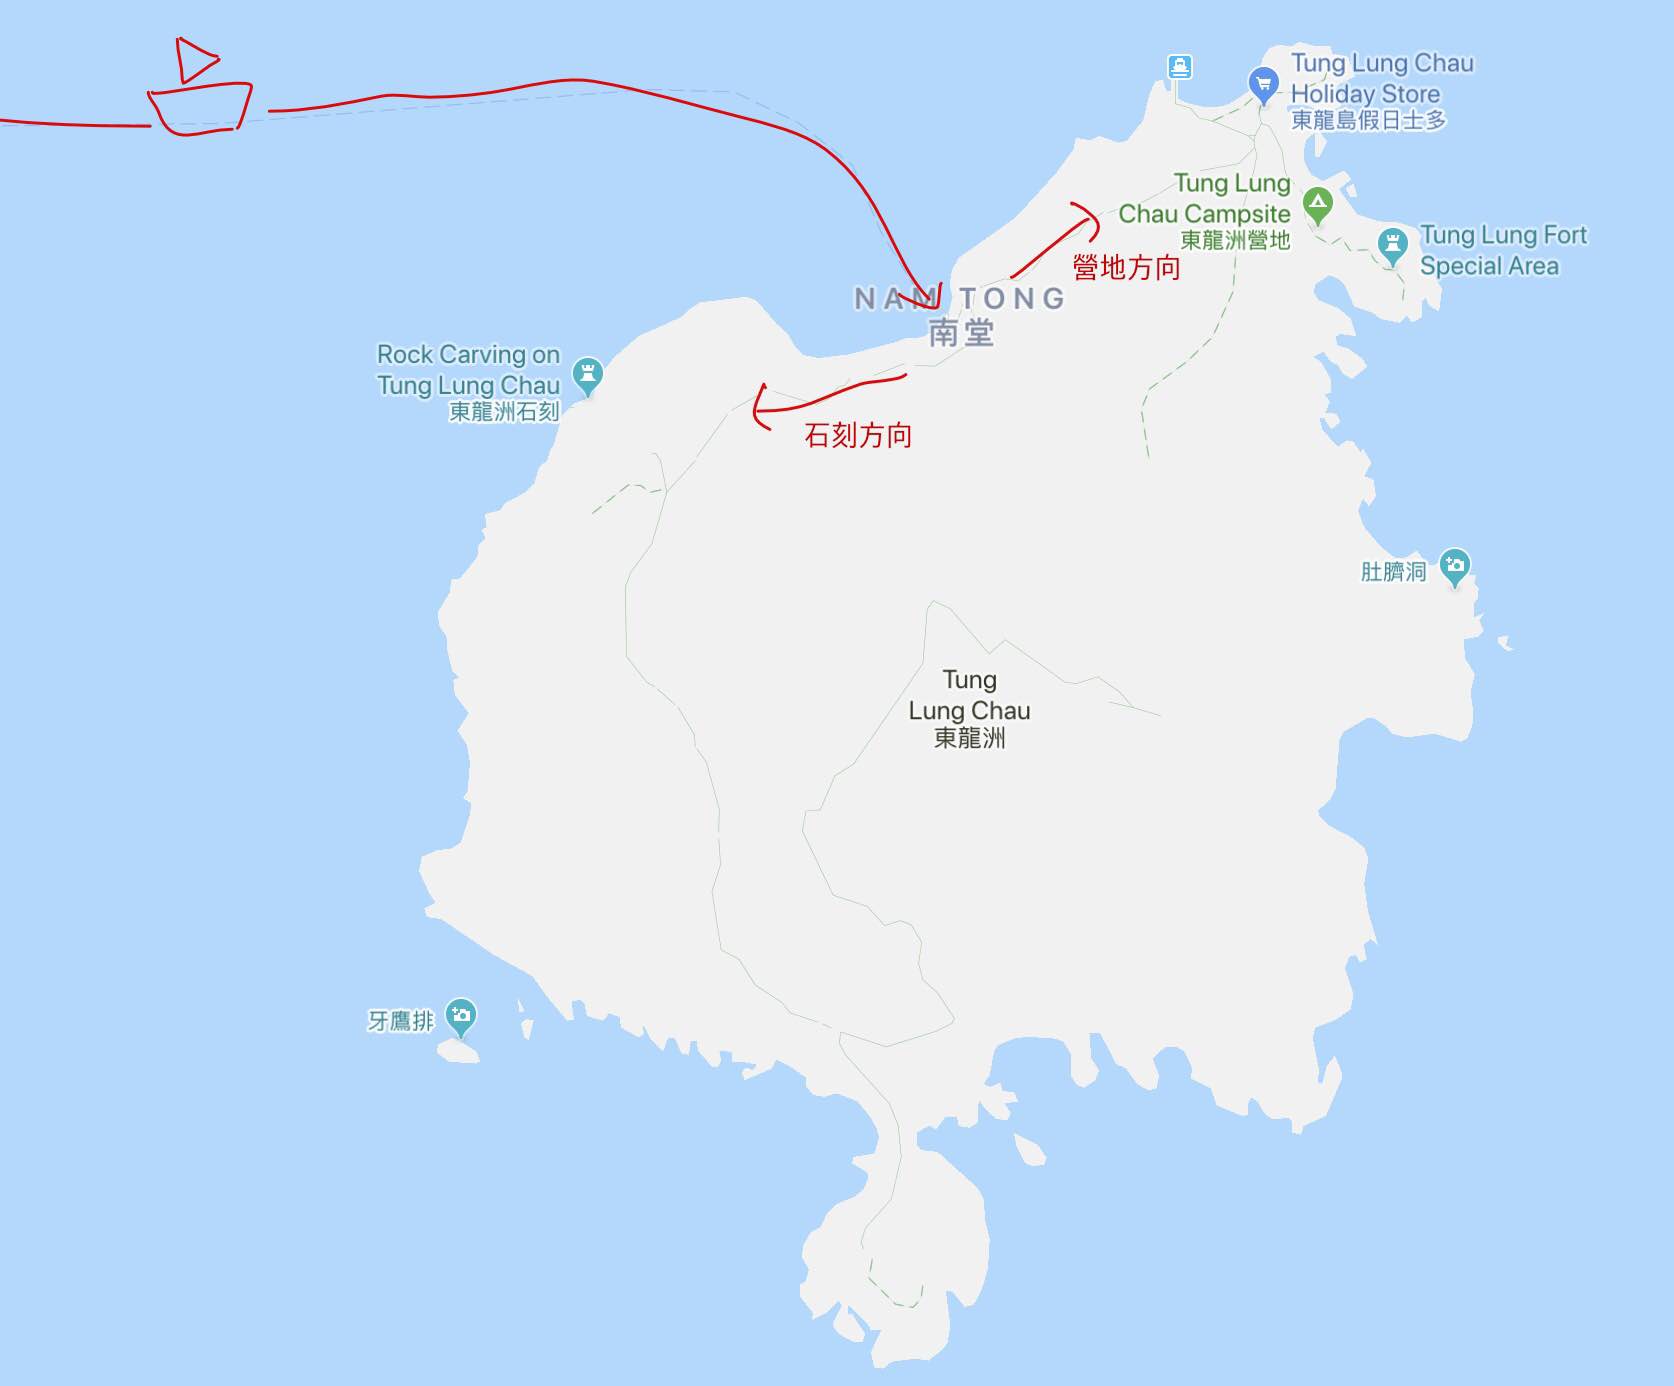 Tung Lung Chau
Holiday Store
東龍島假日士多
Tung Lung
Chau Campsite
東龍洲營地
Tung Lung Fort
Special Area
營地方向
NAM TONG
南堂
Rock Carving on
Tung Lung Chau
東龍洲石刻
石刻方向
肚臍洞
Tung
Lung Chau
東龍洲
牙鷹排